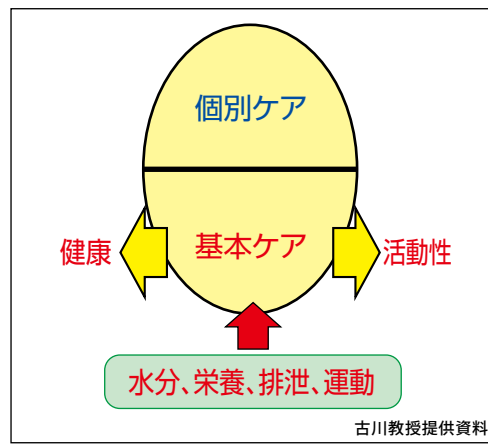 個別ケア
基本ケア
健康
活動性
水分、栄養、排泄、運動
古川教授提供資料